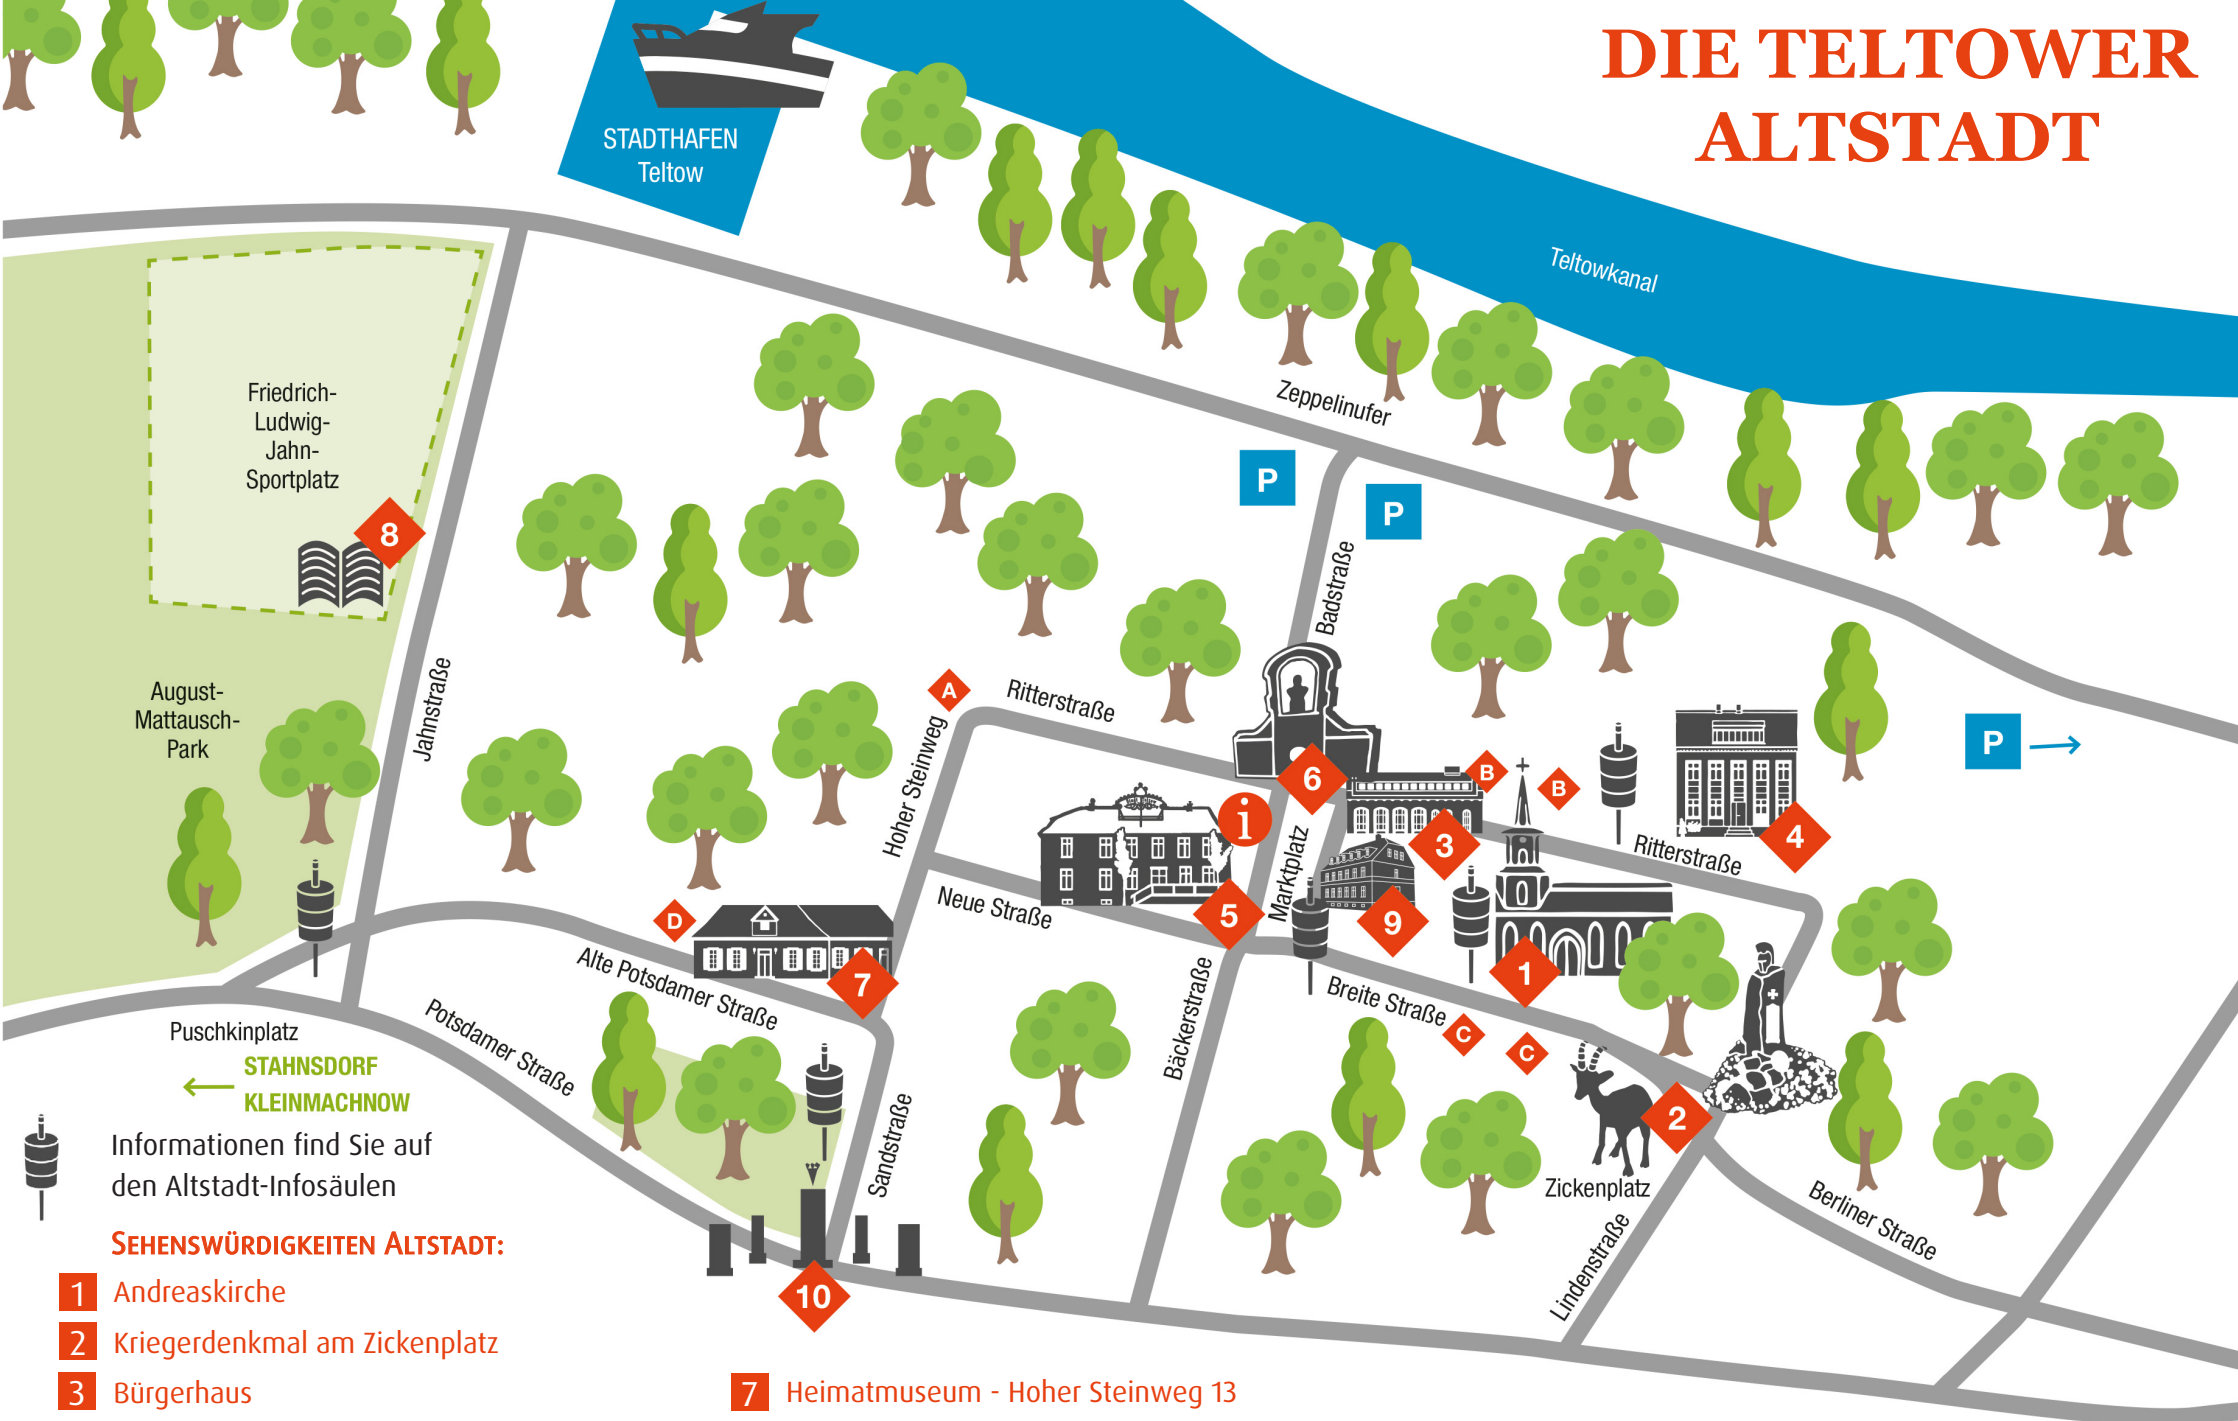 DIE TELTOWER
ALTSTADT
STADTHAFEN
Teltow
Teltowkanal
Zeppelinufer
Friedrich-
Ludwig-
Jahn-
Sportplatz
P
P
8
Badstraße
August-
Mattausch-
Park
Jahnstraße
A
Ritterstraße
Hoher Steinweg
6
B
B
P
i
3
4
Marktplatz
Ritterstraße
Neue Straße
5
9
D
7
1
Alte Potsdamer Straße
Breite Straße
C
C
Bäckerstraße
Potsdamer Straße
Puschkinplatz
STAHNSDORF
KLEINMACHNOW
Sandstraße
2
Zickenplatz
Berliner Straße
Lindenstraße
10
Informationen find Sie auf
den Altstadt-Infosäulen
SEHENSWÜRDIGKEITEN ALTSTADT:
1 Andreaskirche
2 Kriegerdenkmal am Zickenplatz
3 Bürgerhaus
7 Heimatmuseum - Hoher Steinweg 13